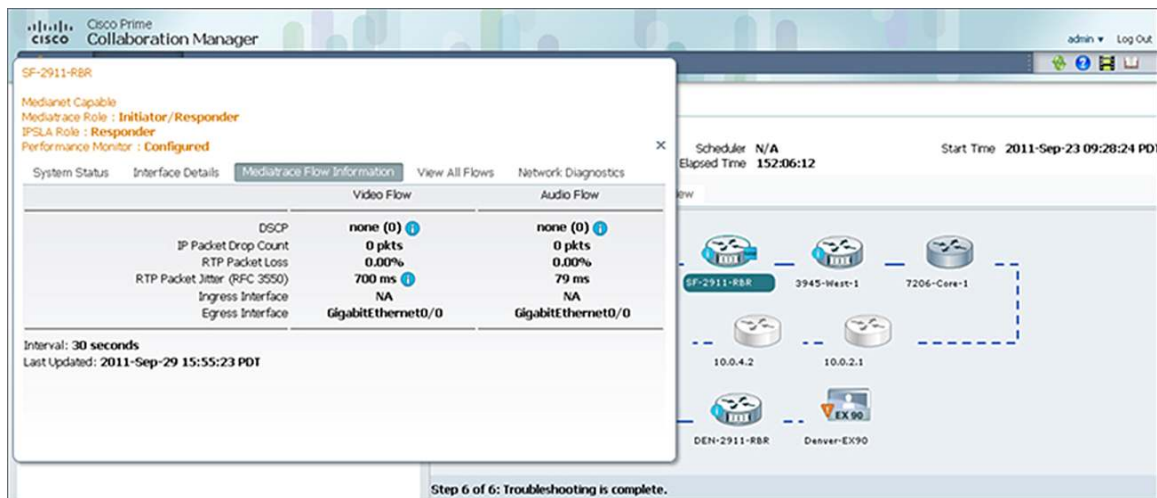 Cisco Prime
CISCO Collaboration Manager
admin Log Out
SF-2911-RBR
Medianet Capable
Mediatrace Role : Initiator/Responder
IPSLA Role : Responder
Performance Monitor : Configured
System Status Interface Details Mediatrace Flow Information View All Flows Network Diagnostics
Video Flow Audio Flow
DSCP none (0) none (0)
IP Packet Drop Count 0 pkts 0 pkts
RTP Packet Loss 0.00% 0.00%
RTP Packet Jitter (RFC 3550) 700 ms 79 ms
Ingress Interface NA NA
Egress Interface GigabitEthernet0/0 GigabitEthernet0/0
Interval: 30 seconds
Last Updated: 2011-Sep-29 15:55:23 PDT
Scheduler N/A Start Time 2011-Sep-23 09:28:24 PDT
Elapsed Time 152:06:12
SF-2911-RBR 3945-West-1 7206-Core-1
10.0.4.2 10.0.2.1
EX 90
DEN-2911-RBR Denver-EX90
Step 6 of 6: Troubleshooting is complete.